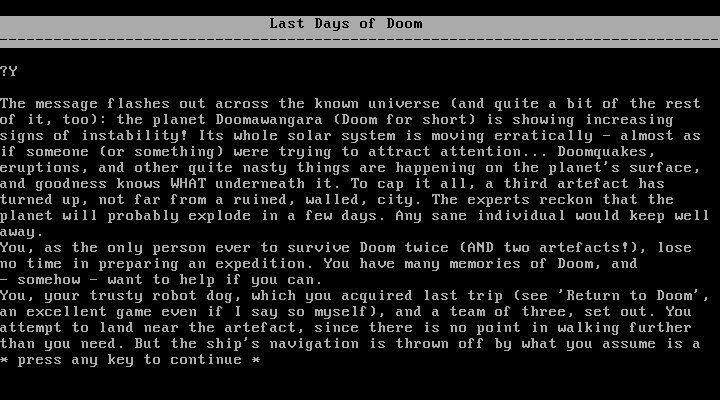 Last Days of Doom
--------------------------------------------------------------------------------
?Y
The message flashes out across the known universe (and quite a bit of the rest
of it, too): the planet Doomawangara (Doom for short) is showing increasing
signs of instability! Its whole solar system is moving erratically - almost as
if someone (or something) were trying to attract attention... Doomquakes,
eruptions, and other quite nasty things are happening on the planet's surface,
and goodness knows WHAT underneath it. To cap it all, a third artefact has
turned up, not far from a ruined, walled, city. The experts reckon that the
planet will probably explode in a few days. Any sane individual would keep well
away.
You, as the only person ever to survive Doom twice (AND two artefacts!), lose
no time in preparing an expedition. You have many memories of Doom, and
- somehow - want to help if you can.
You, your trusty robot dog, which you acquired last trip (see 'Return to Doom',
an excellent game even if I say so myself), and a team of three, set out. You
attempt to land near the artefact, since there is no point in walking further
than you need. But the ship's navigation is thrown off by what you assume is a
* press any key to continue *